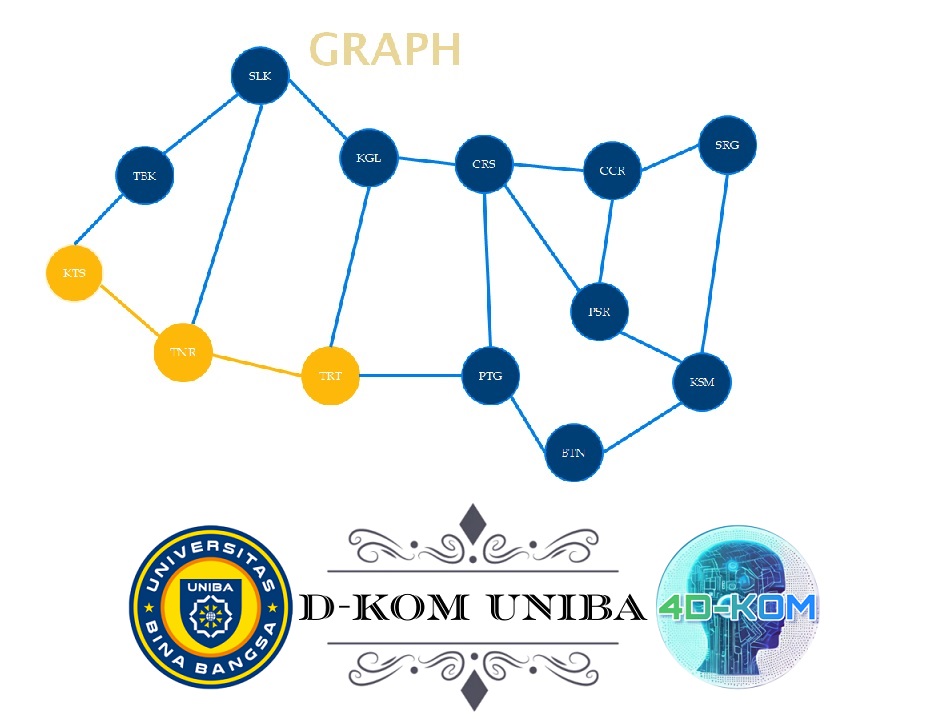 GRAPH
SLK
KGL
CRS
CCR
SRG
TBK
KTS
TNR
TRT
PTG
PSR
KSM
BTN
UNIVERSITAS
UNIBA
BINA BANGSA
D-KOM UNIBA
4D-KOM